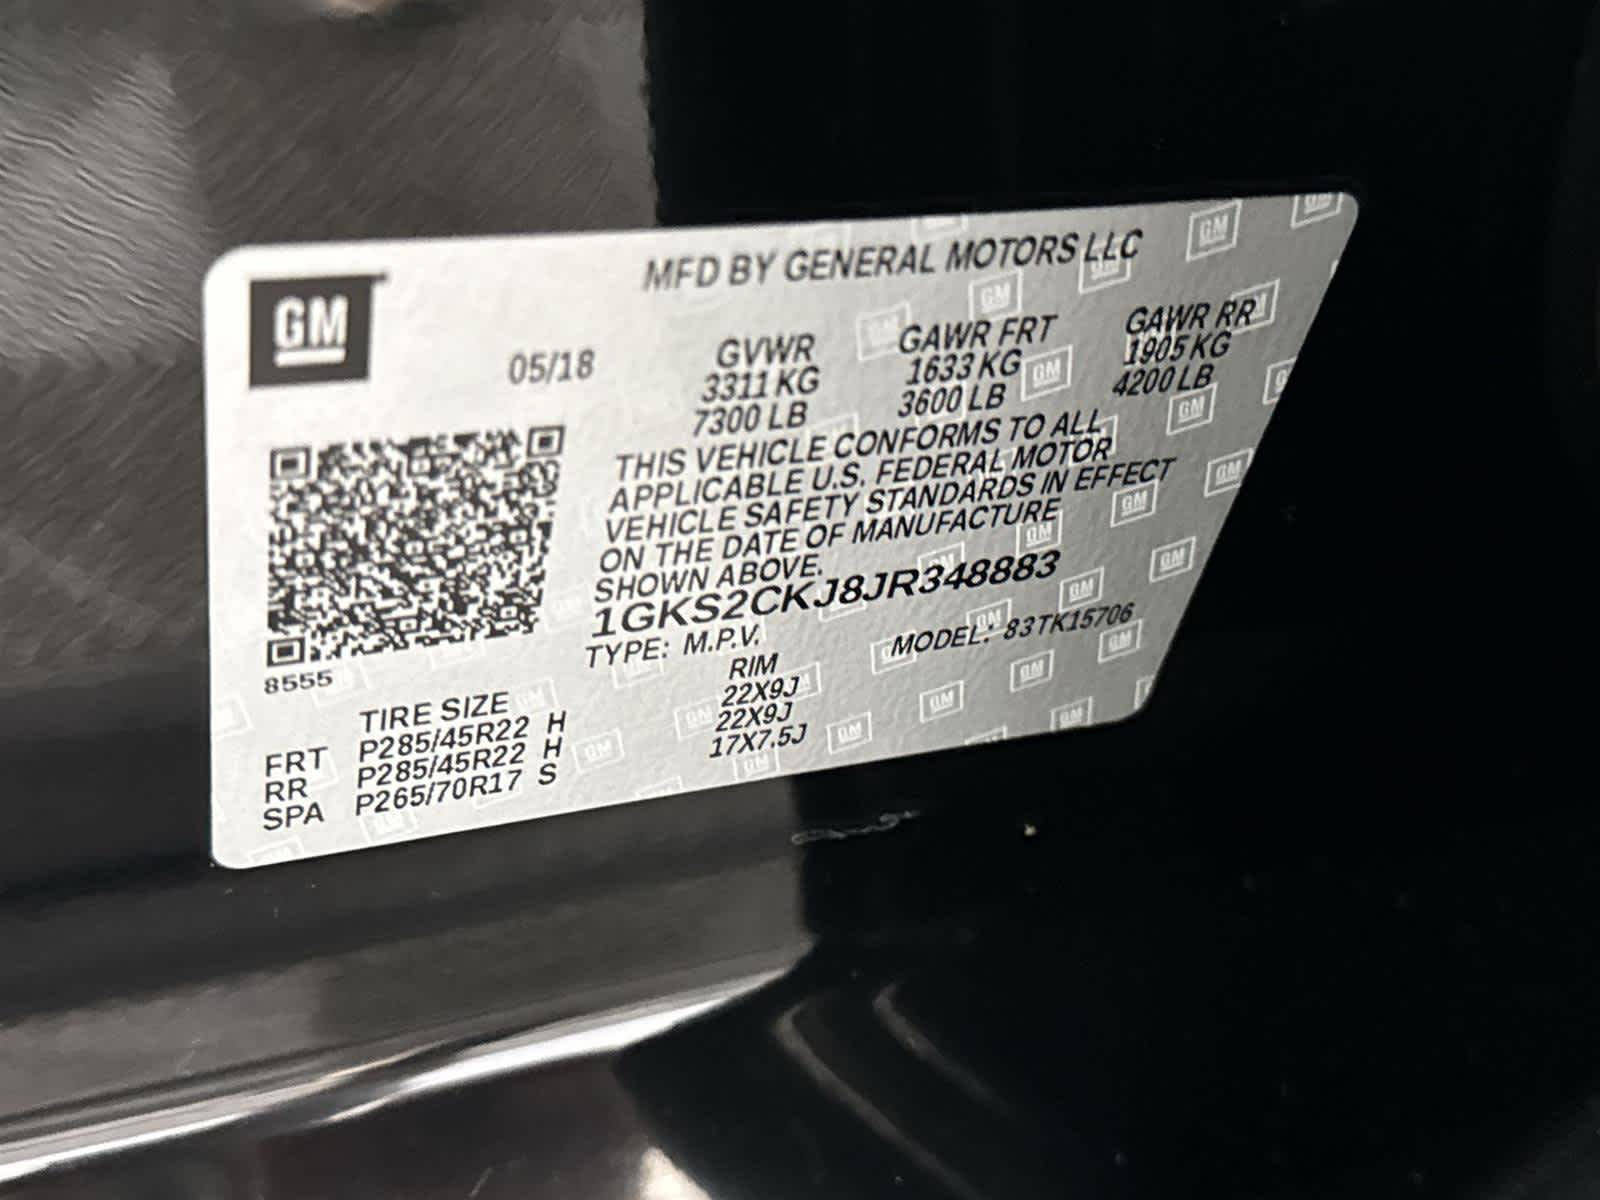 GM
MFD BY GENERAL MOTORS LLC
05/18
GVWR GAWR FRT GAWR RR
3311 KG 1633 KG 1905 KG
7300 LB 3600 LB 4200 LB
THIS VEHICLE CONFORMS TO ALL
APPLICABLE U.S. FEDERAL MOTOR
VEHICLE SAFETY STANDARDS IN EFFECT
ON THE DATE OF MANUFACTURE
SHOWN ABOVE.
1GKS2CKJ8JR348883
TYPE: M.P.V. MODEL: 83TK15706
8555
TIRE SIZE RIM
FRT P285/45R22 H 22X9J
RR P285/45R22 H 22X9J
SPA P265/70R17 S 17X7.5J